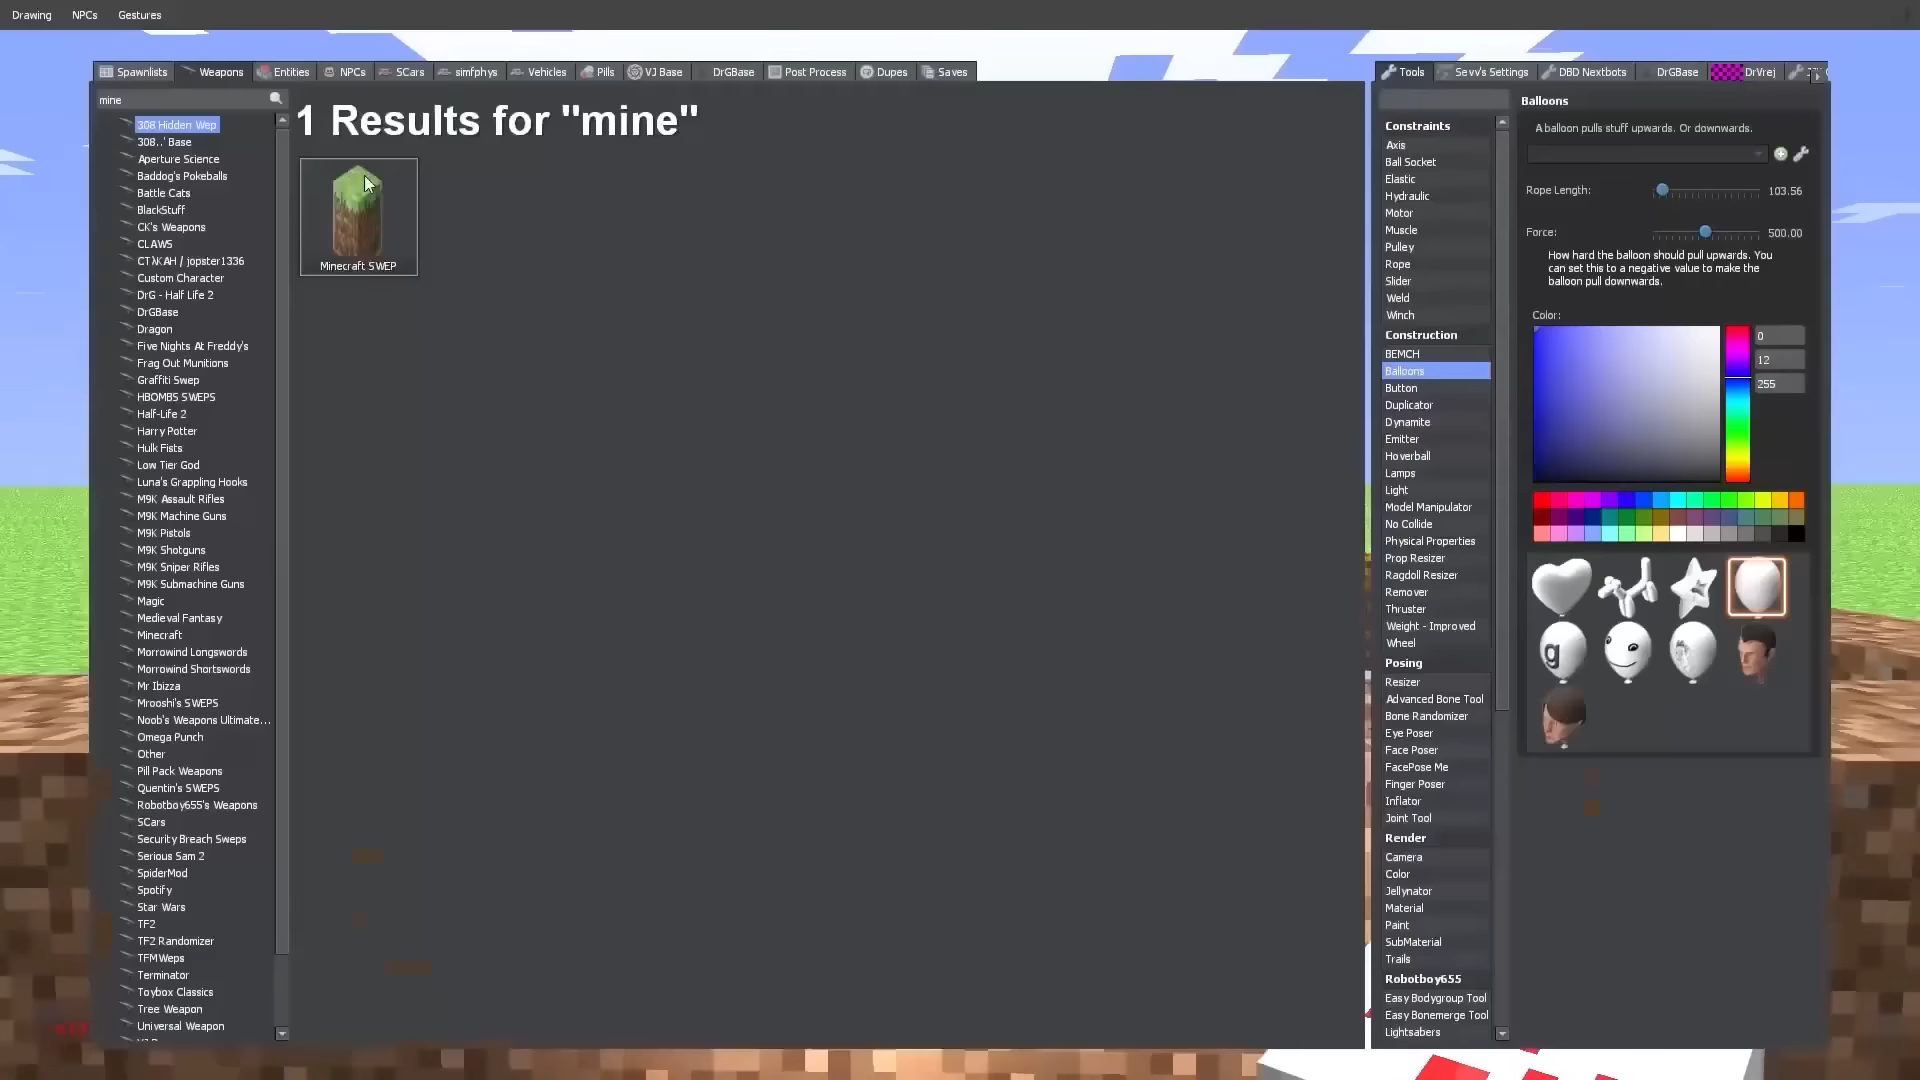 Drawing NPCs Gestures
Spawnlists Weapons Entities NPCs SCars simfphys Vehicles Pills VJ Base DrGBase Post Process Dupes Saves
mine
308 Hidden Wep
308..' Base
Aperture Science
Baddog's Pokeballs
Battle Cats
BlackStuff
CK's Weapons
CLAWS
CTλKAH / jopster1336
Custom Character
DrG - Half Life 2
DrGBase
Dragon
Five Nights At Freddy's
Frag Out Munitions
Graffiti Swep
HBOMBS SWEPS
Half-Life 2
Harry Potter
Hulk Fists
Low Tier God
Luna's Grappling Hooks
M9K Assault Rifles
M9K Machine Guns
M9K Pistols
M9K Shotguns
M9K Sniper Rifles
M9K Submachine Guns
Magic
Medieval Fantasy
Minecraft
Morrowind Longswords
Morrowind Shortswords
Mr Ibizza
Mrooshi's SWEPS
Noob's Weapons Ultimate...
Omega Punch
Other
Pill Pack Weapons
Quentin's SWEPS
Robotboy655's Weapons
SCars
Security Breach Sweps
Serious Sam 2
SpiderMod
Spotify
Star Wars
TF2
TF2 Randomizer
TFMWeps
Terminator
Toybox Classics
Tree Weapon
Universal Weapon
1 Results for "mine"
Minecraft SWEP
Tools Sevv's Settings DBD Nextbots DrGBase DrVrej
Constraints
Axis
Ball Socket
Elastic
Hydraulic
Motor
Muscle
Pulley
Rope
Slider
Weld
Winch
Construction
BEMCH
Balloons
Button
Duplicator
Dynamite
Emitter
Hoverball
Lamps
Light
Model Manipulator
No Collide
Physical Properties
Prop Resizer
Ragdoll Resizer
Remover
Thruster
Weight - Improved
Wheel
Posing
Resizer
Advanced Bone Tool
Bone Randomizer
Eye Poser
Face Poser
FacePose Me
Finger Poser
Inflator
Joint Tool
Render
Camera
Color
Jellynator
Material
Paint
SubMaterial
Trails
Robotboy655
Easy Bodygroup Tool
Easy Bonemerge Tool
Lightsabers
Balloons
A balloon pulls stuff upwards. Or downwards.
Rope Length: 103.56
Force: 500.00
How hard the balloon should pull upwards. You
can set this to a negative value to make the
balloon pull downwards.
Color:
0
12
255
g